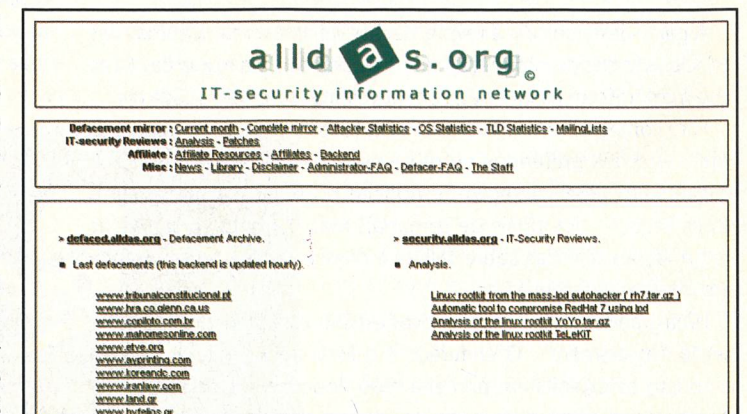 alldas.org©
IT-security information network
Defacement mirror : Current month - Complete mirror - Attacker Statistics - OS Statistics - TLD Statistics - MailingLists
IT-security Reviews : Analysis - Patches
Affiliate : Affiliate Resources - Affiliates - Backend
Misc : News - Library - Disclaimer - Administrator-FAQ - Defacer-FAQ - The Staff
> defaced.alldas.org - Defacement Archive.
■ Last defacements (this backend is updated hourly).
www.tribunalconstitucional.pt
www.hra.co.glenn.ca.us
www.copiloto.com.br
www.mahomesonline.com
www.etve.org
www.avprinting.com
www.koreandc.com
www.iranlaw.com
www.land.gr
www.hyfelios.gr
> security.alldas.org - IT-Security Reviews.
■ Analysis.
Linux rootkit from the mass-lpd autohacker ( rh7.tar.gz )
Automatic tool to compromise RedHat 7 using lpd
Analysis of the linux rootkit YoYo.tar.gz
Analysis of the linux rootkit TeLeKiT